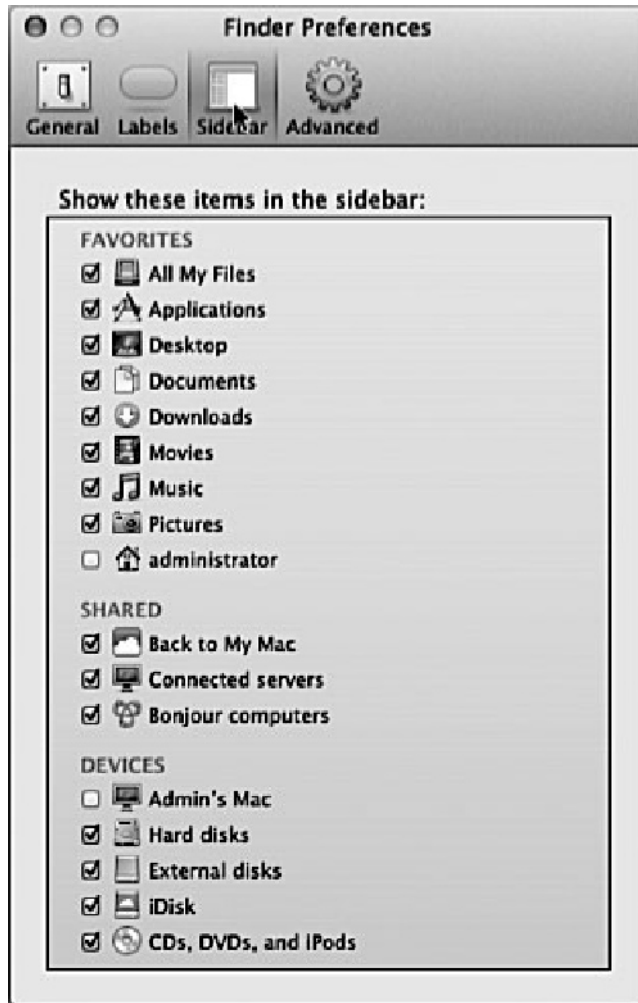 Finder Preferences
General Labels Sidebar Advanced
Show these items in the sidebar:
FAVORITES
All My Files
Applications
Desktop
Documents
Downloads
Movies
Music
Pictures
administrator
SHARED
Back to My Mac
Connected servers
Bonjour computers
DEVICES
Admin's Mac
Hard disks
External disks
iDisk
CDs, DVDs, and iPods